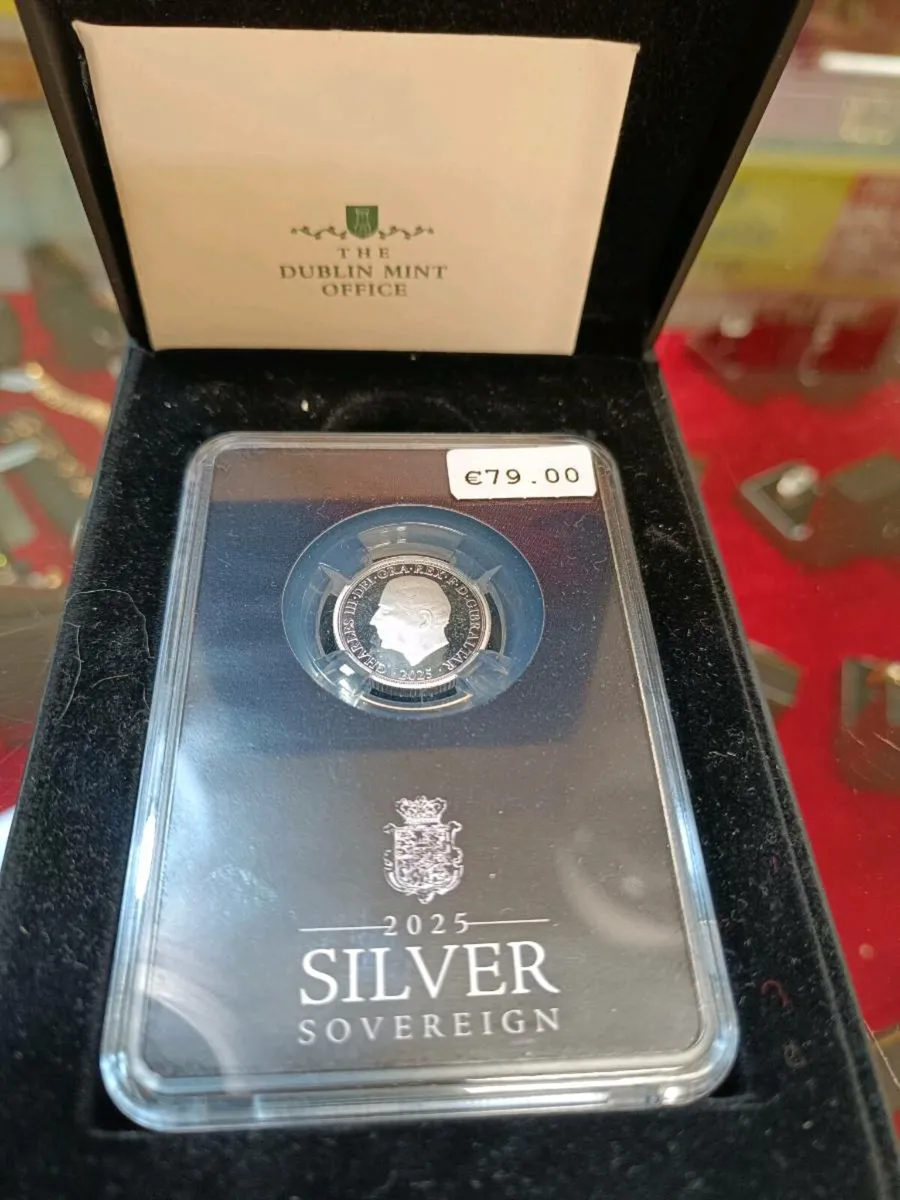 THE
DUBLIN MINT
OFFICE
€79.00
CHARLES III·DEI·GRA·REX·F·D·GIBRALTAR
·2025·
2025
SILVER
SOVEREIGN